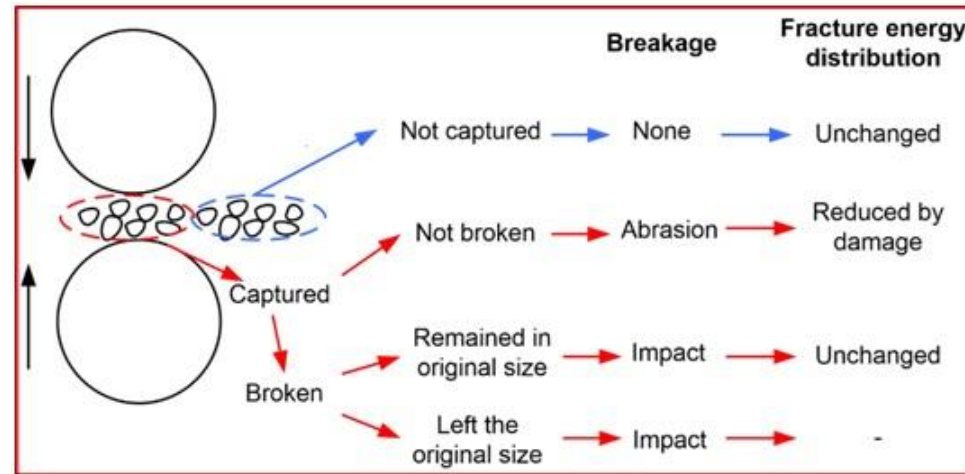 Breakage
Fracture energy
distribution
Not captured
None
Unchanged
Not broken
Abrasion
Reduced by
damage
Captured
Remained in
original size
Impact
Unchanged
Broken
Left the
original size
Impact
-